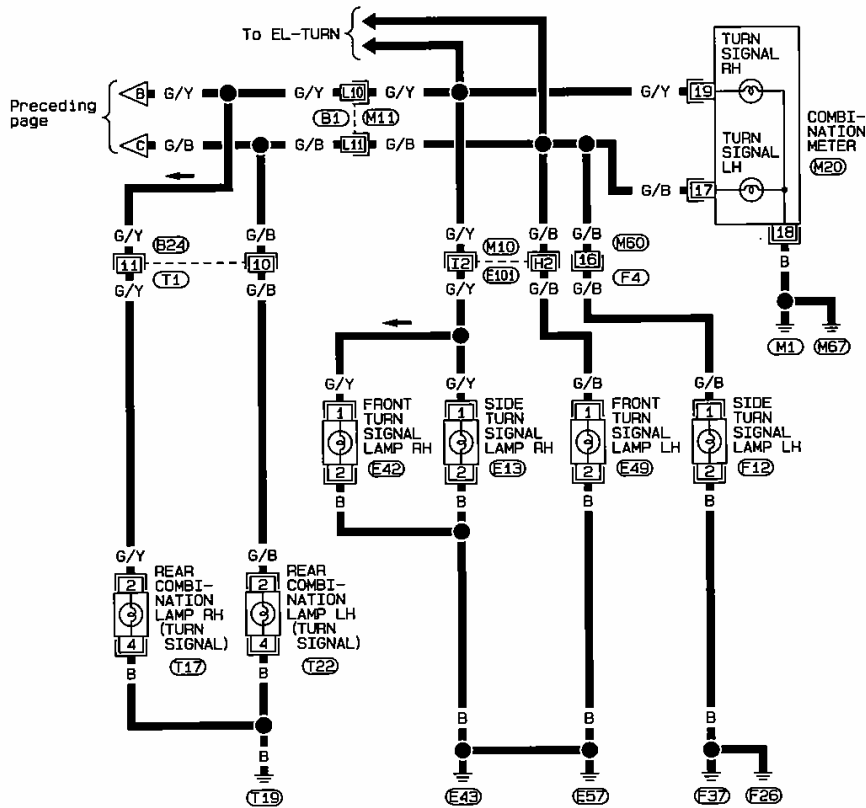 To EL-TURN
TURN
SIGNAL
RH
Preceding
page
B G/Y G/Y L10 G/Y G/Y 19
B1 M11
COMBI-
NATION
METER
M20
C G/B G/B L11 G/B
TURN
SIGNAL
LH
G/B 17
18
B
M1 M67
G/Y B24 G/B G/Y M10 G/B G/B M60
11 10 I2 H2 16
G/Y T1 G/B G/Y E101 G/B G/B F4
G/Y G/Y G/B G/B
1 1 1 1
FRONT
TURN
SIGNAL
LAMP RH
E42
SIDE
TURN
SIGNAL
LAMP RH
E13
FRONT
TURN
SIGNAL
LAMP LH
E49
SIDE
TURN
SIGNAL
LAMP LH
F12
2 2 2 2
B B B B
G/Y G/B
2 2
REAR
COMBI-
NATION
LAMP RH
(TURN
SIGNAL)
T17
REAR
COMBI-
NATION
LAMP LH
(TURN
SIGNAL)
T22
4 4
B B
B B B B
T19 E43 E57 F37 F26